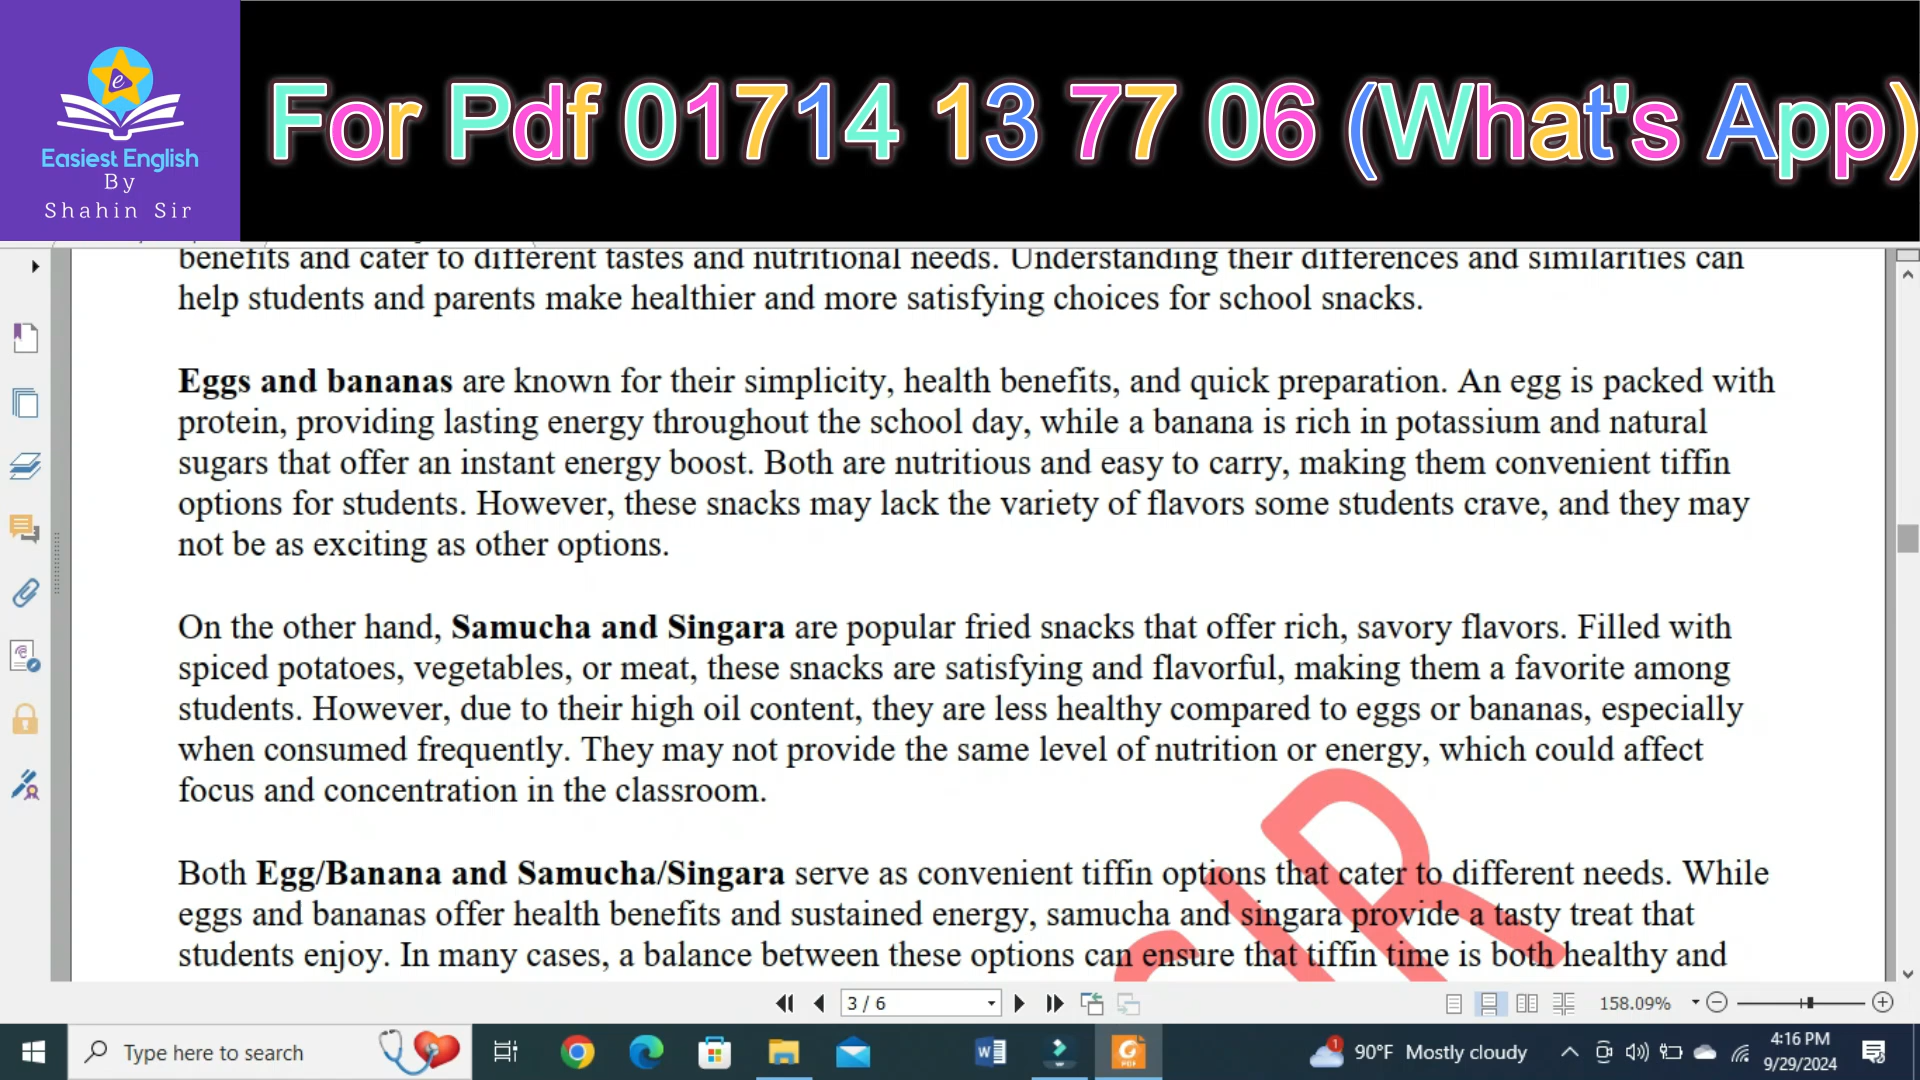 e
Easiest English
By
Shahin Sir
For Pdf 01714 13 77 06 (What's App)
benefits and cater to different tastes and nutritional needs. Understanding their differences and similarities can
help students and parents make healthier and more satisfying choices for school snacks.
Eggs and bananas are known for their simplicity, health benefits, and quick preparation. An egg is packed with
protein, providing lasting energy throughout the school day, while a banana is rich in potassium and natural
sugars that offer an instant energy boost. Both are nutritious and easy to carry, making them convenient tiffin
options for students. However, these snacks may lack the variety of flavors some students crave, and they may
not be as exciting as other options.
On the other hand, Samucha and Singara are popular fried snacks that offer rich, savory flavors. Filled with
spiced potatoes, vegetables, or meat, these snacks are satisfying and flavorful, making them a favorite among
students. However, due to their high oil content, they are less healthy compared to eggs or bananas, especially
when consumed frequently. They may not provide the same level of nutrition or energy, which could affect
focus and concentration in the classroom.
Both Egg/Banana and Samucha/Singara serve as convenient tiffin options that cater to different needs. While
eggs and bananas offer health benefits and sustained energy, samucha and singara provide a tasty treat that
students enjoy. In many cases, a balance between these options can ensure that tiffin time is both healthy and
SIR
3 / 6
158.09%
Type here to search
1
90°F Mostly cloudy
4:16 PM
9/29/2024